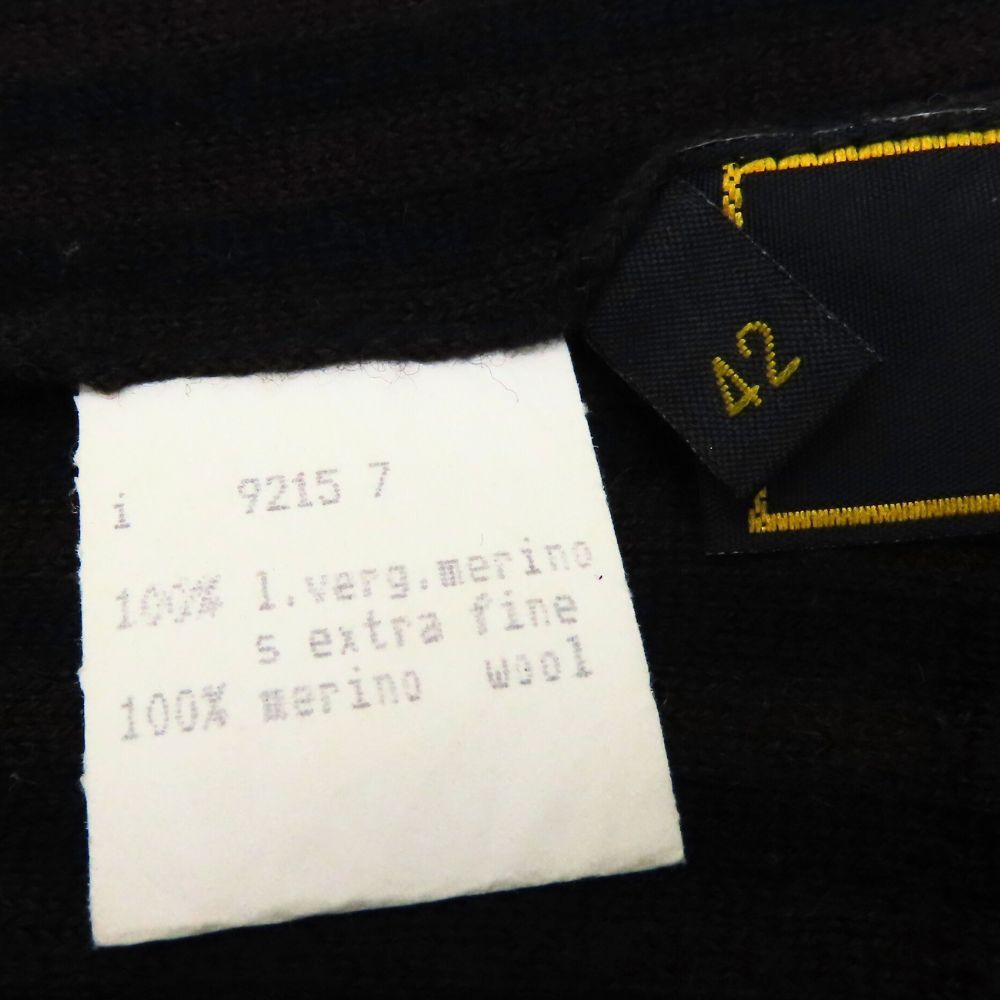 42
i 9215 7
100% l.verg.merino
s extra fine
100% merino wool